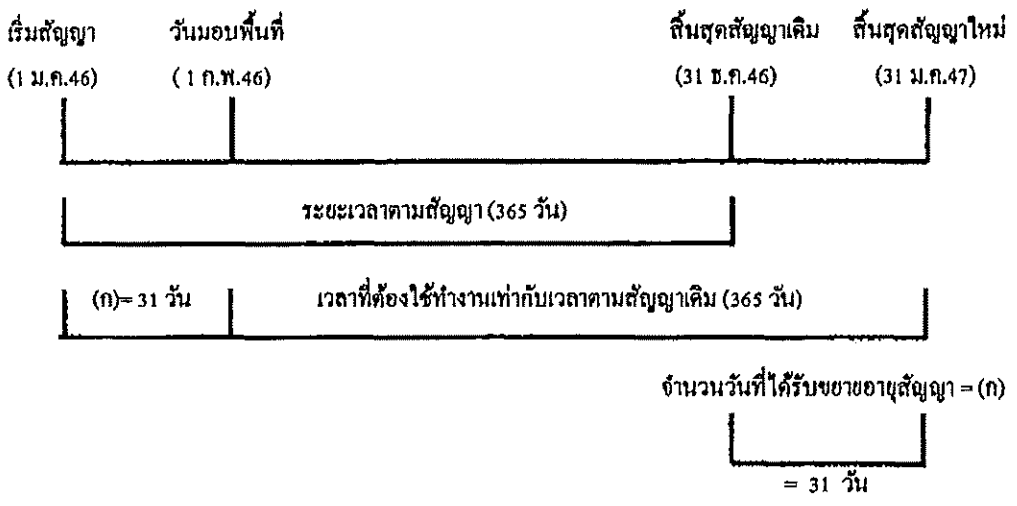 เริ่มสัญญา วันมอบพื้นที่ สิ้นสุดสัญญาเดิม สิ้นสุดสัญญาใหม่
(1 ม.ค.46) ( 1 ก.พ.46) (31 ธ.ค.46) (31 ม.ค.47)
ระยะเวลาตามสัญญา (365 วัน)
(ก)= 31 วัน เวลาที่ต้องใช้ทำงานเท่ากับเวลาตามสัญญาเดิม (365 วัน)
จำนวนวันที่ได้รับขยายอายุสัญญา = (ก)
= 31 วัน